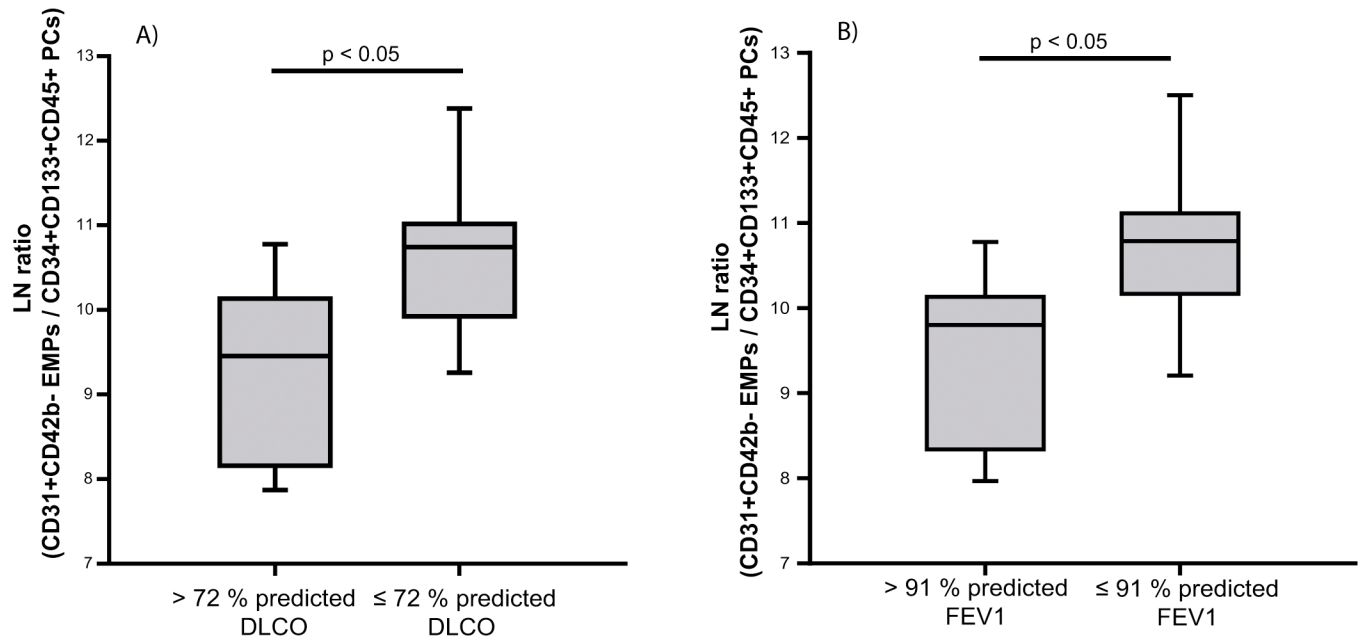 A)
LN ratio
(CD31+CD42b- EMPs / CD34+CD133+CD45+ PCs)
13
12
11
10
9
8
7
p < 0.05
> 72 % predicted
DLCO
≤ 72 % predicted
DLCO
B)
LN ratio
(CD31+CD42b- EMPs / CD34+CD133+CD45+ PCs)
13
12
11
10
9
8
7
p < 0.05
> 91 % predicted
FEV1
≤ 91 % predicted
FEV1